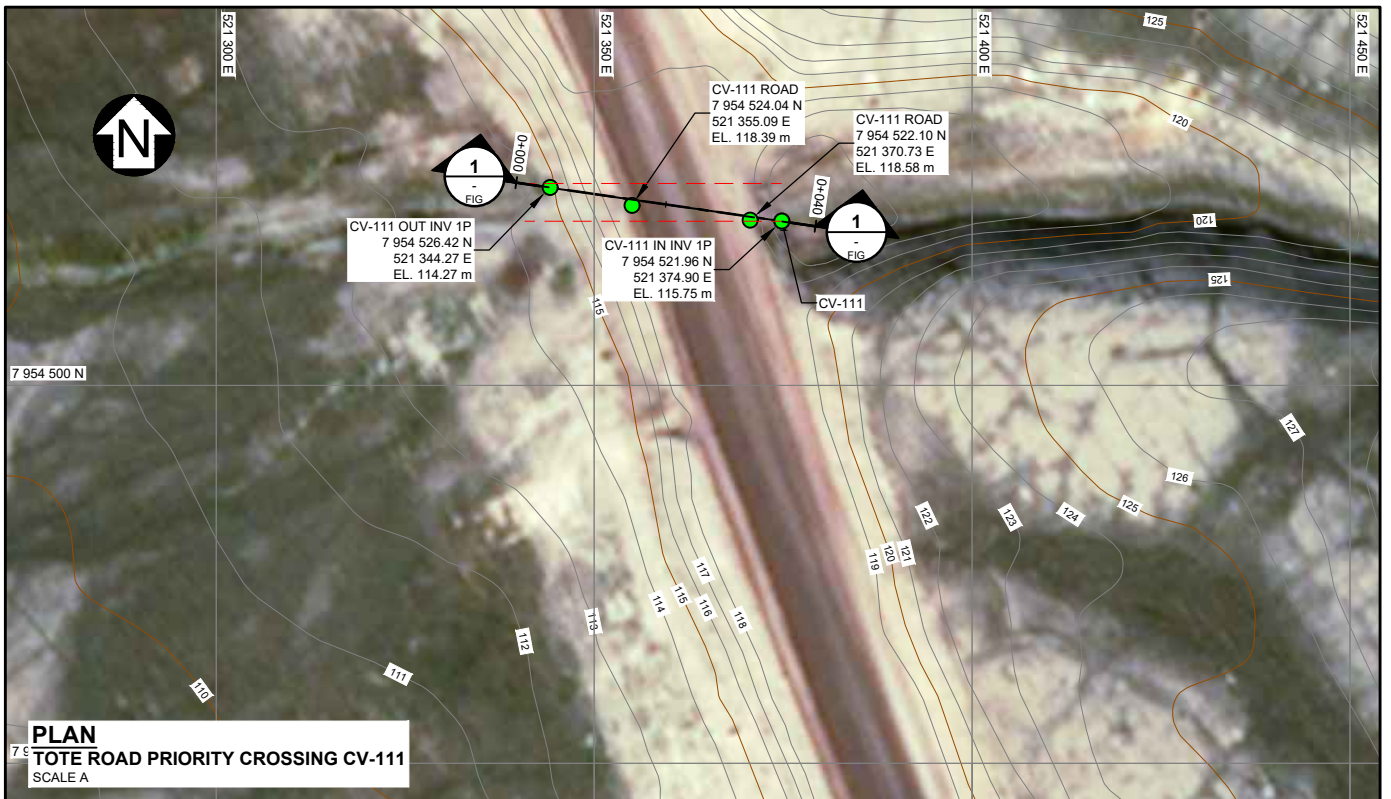 521 300 E
521 350 E
521 400 E
521 450 E
125
N
CV-111 ROAD
7 954 524.04 N
521 355.09 E
EL. 118.39 m
CV-111 ROAD
7 954 522.10 N
521 370.73 E
EL. 118.58 m
120
1
-
FIG
0+000
0+040
1
-
FIG
120
CV-111 OUT INV 1P
7 954 526.42 N
521 344.27 E
EL. 114.27 m
CV-111 IN INV 1P
7 954 521.96 N
521 374.90 E
EL. 115.75 m
CV-111
125
115
7 954 500 N
127
126
125
124
123
122
121
120
119
118
117
116
115
114
113
112
111
110
PLAN
7 9
TOTE ROAD PRIORITY CROSSING CV-111
SCALE A